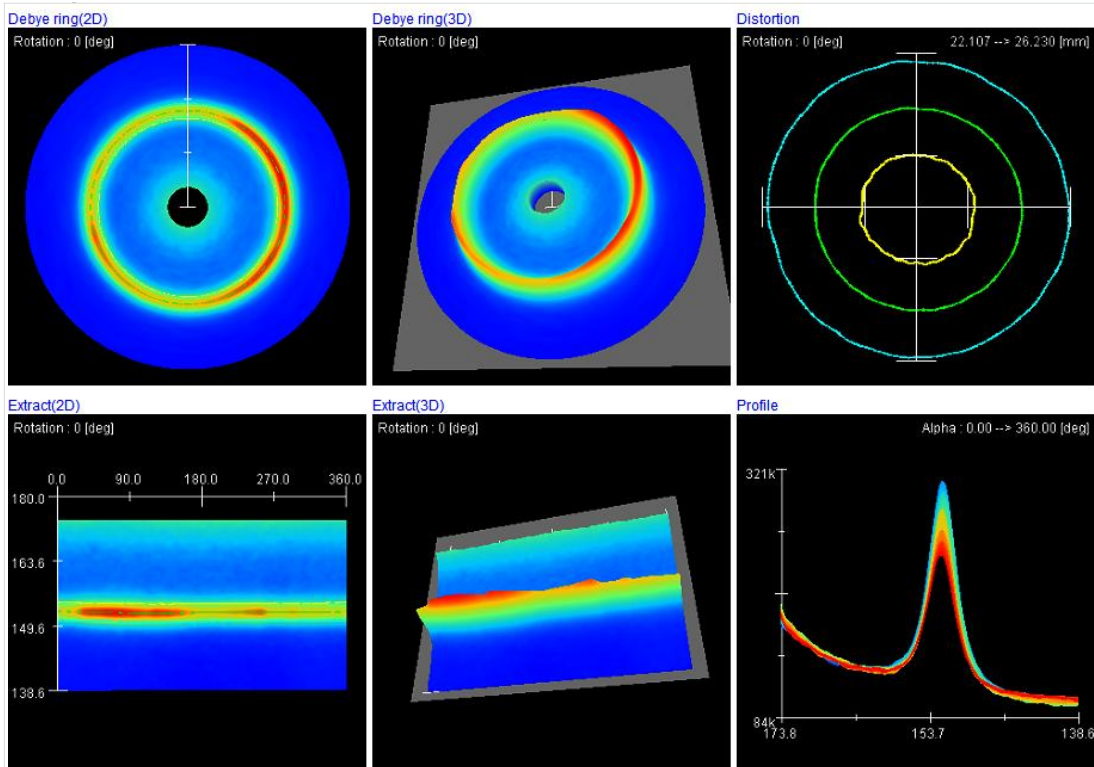 Debye ring(2D)
Rotation : 0 [deg]
Debye ring(3D)
Rotation : 0 [deg]
Distortion
Rotation : 0 [deg]
22.107 --> 26.230 [mm]
Extract(2D)
Rotation : 0 [deg]
0.0 90.0 180.0 270.0 360.0
180.0
163.6
149.6
138.6
Extract(3D)
Rotation : 0 [deg]
Profile
Alpha : 0.00 --> 360.00 [deg]
321k
84k
173.8 153.7 138.6